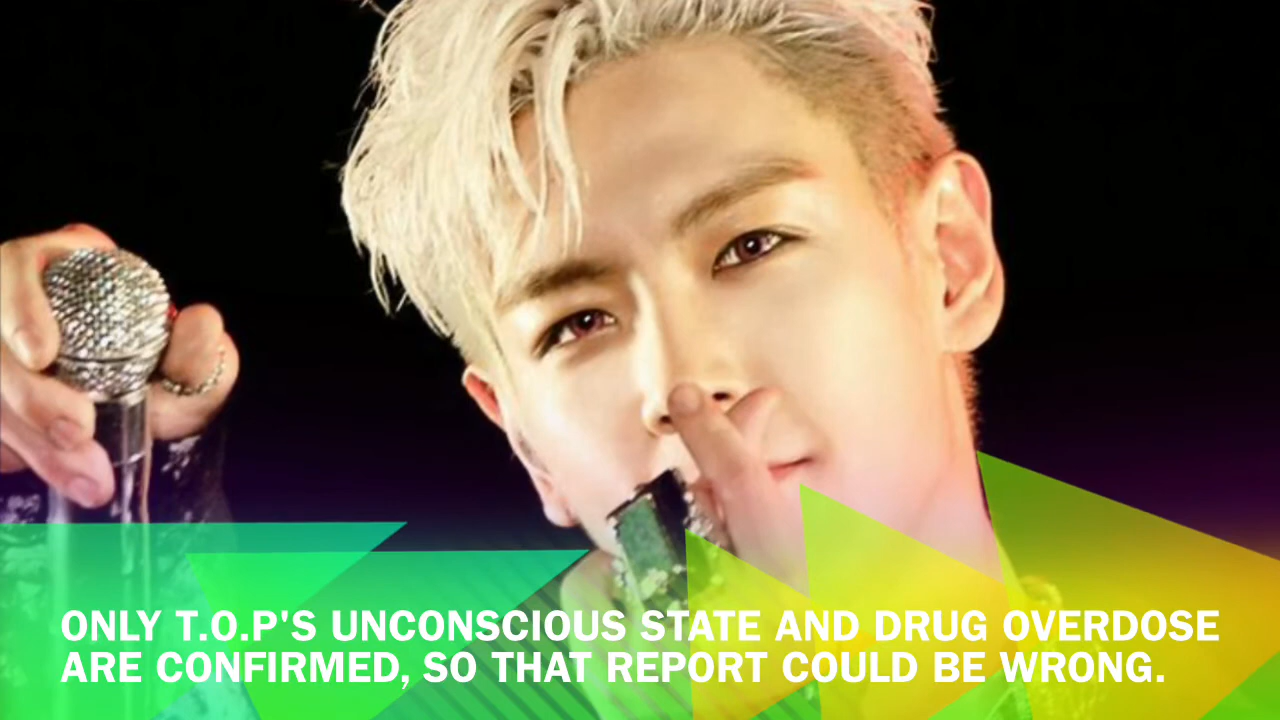 ONLY T.O.P'S UNCONSCIOUS STATE AND DRUG OVERDOSE
ARE CONFIRMED, SO THAT REPORT COULD BE WRONG.